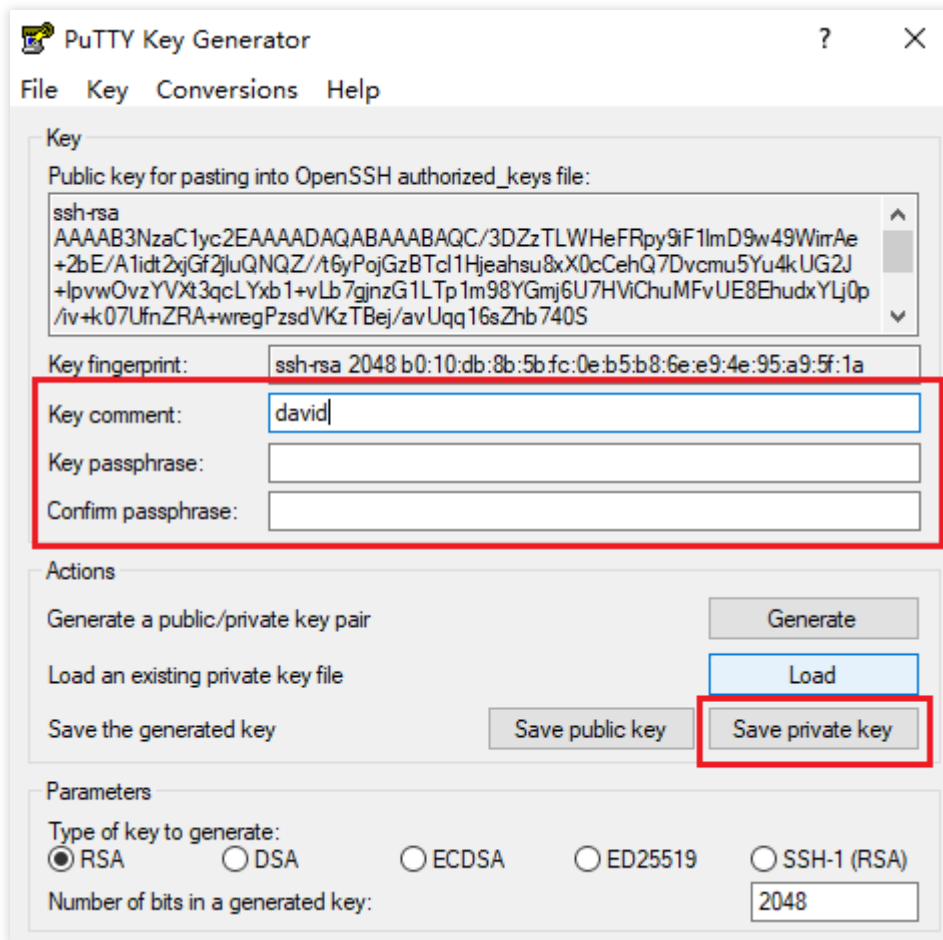 PuTTY Key Generator
?
File Key Conversions Help
Key
Public key for pasting into OpenSSH authorized_keys file:
ssh-rsa
AAAAB3NzaC1yc2EAAAADAQABAAABAQC/3DZzTLWHeFRpy9iF1lmD9w49WirrAe
+2bE/A1idt2xjGf2jluQNQZ//t6yPojGzBTcI1Hjeahsu8xX0cCehQ7Dvcmu5Yu4kUG2J
+lpvwOvzYVXt3qcLYxb1+vLb7gjnzG1LTp1m98YGmj6U7HViChuMFvUE8EhudxYLj0p
/iv+k07UfnZRA+wregPzsdVKzTBej/avUqq16sZhb740S
Key fingerprint: ssh-rsa 2048 b0:10:db:8b:5b:fc:0e:b5:b8:6e:e9:4e:95:a9:5f:1a
Key comment: david
Key passphrase:
Confirm passphrase:
Actions
Generate a public/private key pair Generate
Load an existing private key file Load
Save the generated key Save public key Save private key
Parameters
Type of key to generate:
RSA DSA ECDSA ED25519 SSH-1 (RSA)
Number of bits in a generated key: 2048